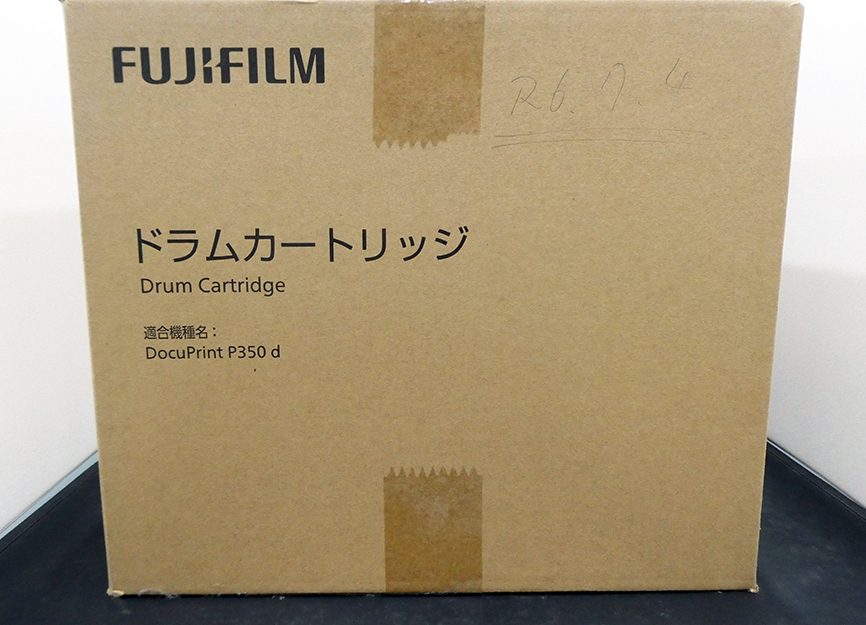 FUJIFILM
R6.7.4
ドラムカートリッジ
Drum Cartridge
適合機種名：
DocuPrint P350 d